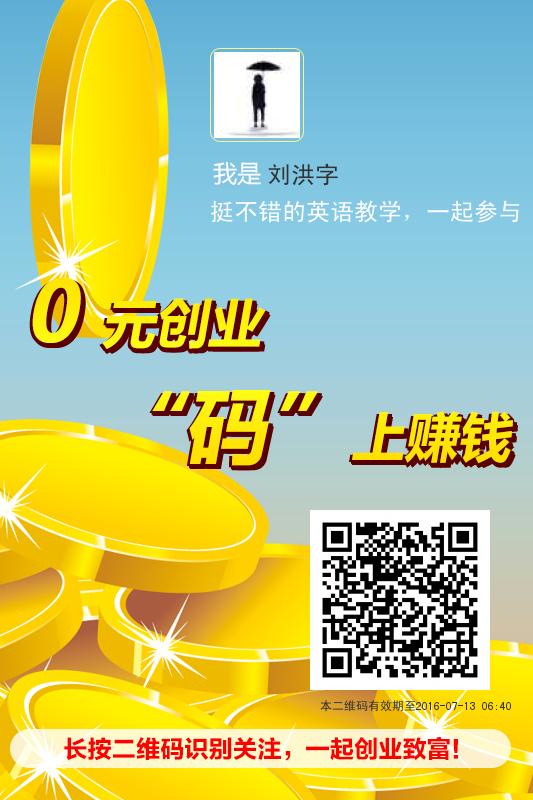 我是 刘洪字
挺不错的英语教学，一起参与
0 元创业
“码” 上赚钱
本二维码有效期至2016-07-13 06:40
长按二维码识别关注，一起创业致富!